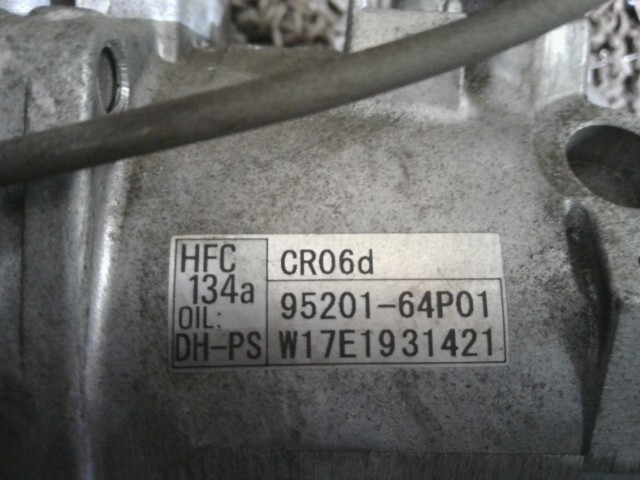 HFC
134a
OIL:
DH-PS
CR06d
95201-64P01
W17E1931421